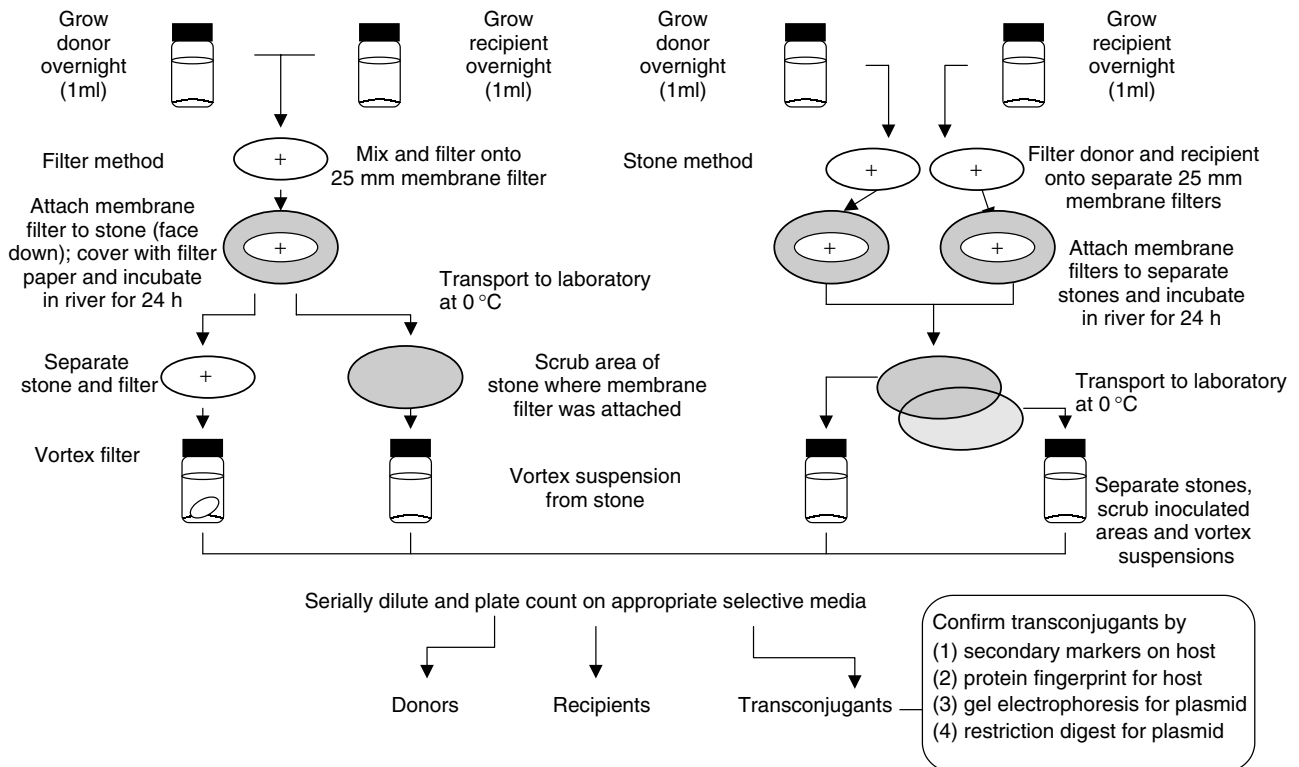 Grow
donor
overnight
(1ml)
Grow
recipient
overnight
(1ml)
Grow
donor
overnight
(1ml)
Grow
recipient
overnight
(1ml)
Filter method
+
Mix and filter onto
25 mm membrane filter
Stone method
+
+
Filter donor and recipient
onto separate 25 mm
membrane filters
Attach membrane
filter to stone (face
down); cover with filter
paper and incubate
in river for 24 h
+
Transport to laboratory
at 0 °C
+
+
Attach membrane
filters to separate
stones and incubate
in river for 24 h
Separate
stone and filter
+
Scrub area of
stone where membrane
filter was attached
Transport to laboratory
at 0 °C
Vortex filter
Vortex suspension
from stone
Separate stones,
scrub inoculated
areas and vortex
suspensions
Serially dilute and plate count on appropriate selective media
Donors
Recipients
Transconjugants
Confirm transconjugants by
(1) secondary markers on host
(2) protein fingerprint for host
(3) gel electrophoresis for plasmid
(4) restriction digest for plasmid